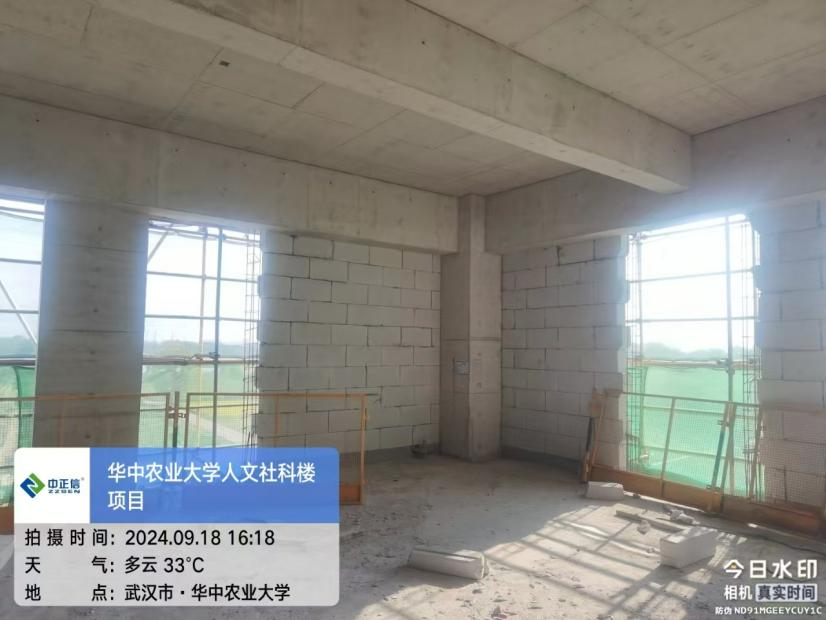 中正信®
ZZSEN
华中农业大学人文社科楼
项目
拍摄时间：2024.09.18 16:18
天 气：多云 33°C
地 点：武汉市·华中农业大学
今日水印
相机 真实时间
防伪 ND91MGEEYCUY1C